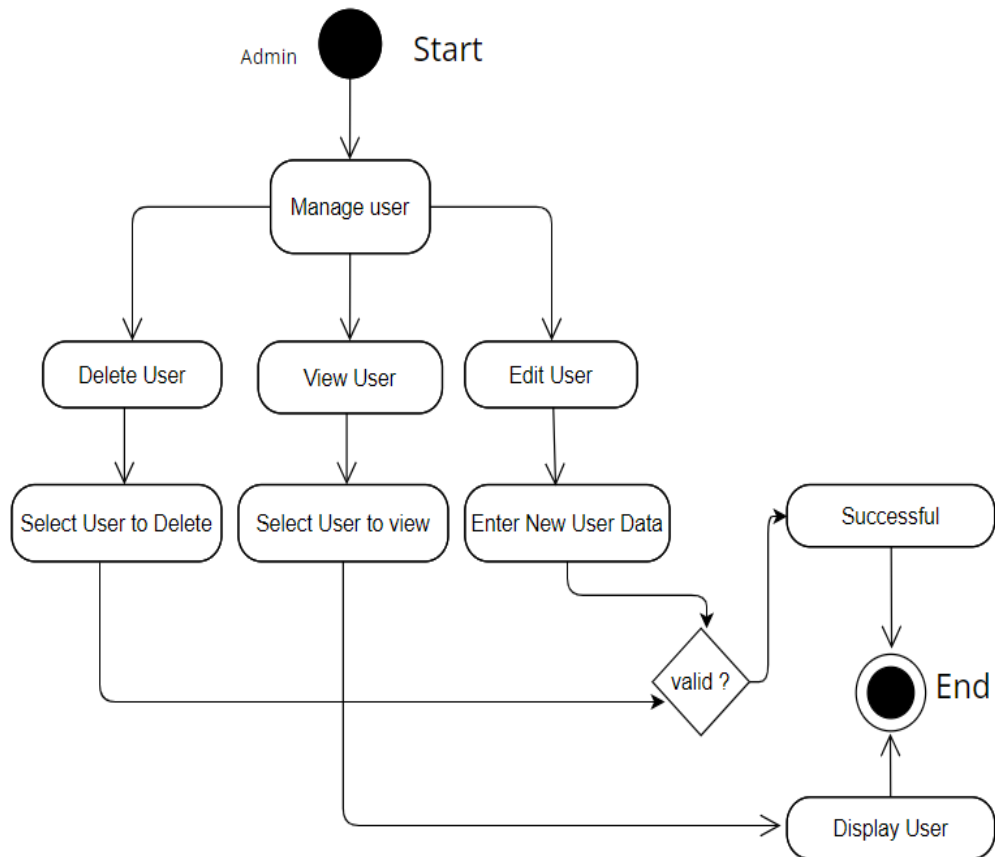 Admin
Start
Manage user
Delete User
View User
Edit User
Select User to Delete
Select User to view
Enter New User Data
Successful
valid ?
End
Display User